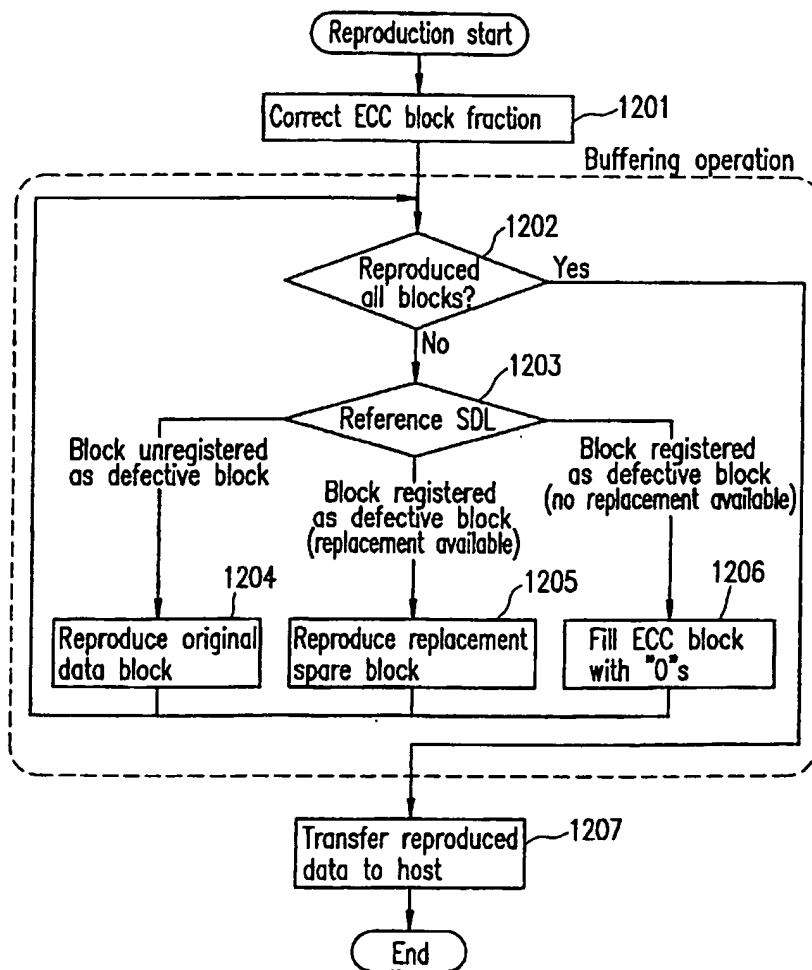 Reproduction start
Correct ECC block fraction
1201
Buffering operation
1202
Reproduced
all blocks?
Yes
No
1203
Reference SDL
Block unregistered
as defective block
Block registered
as defective block
(replacement available)
Block registered
as defective block
(no replacement available)
1204
Reproduce original
data block
1205
Reproduce replacement
spare block
1206
Fill ECC block
with "0"s
Transfer reproduced
data to host
1207
End